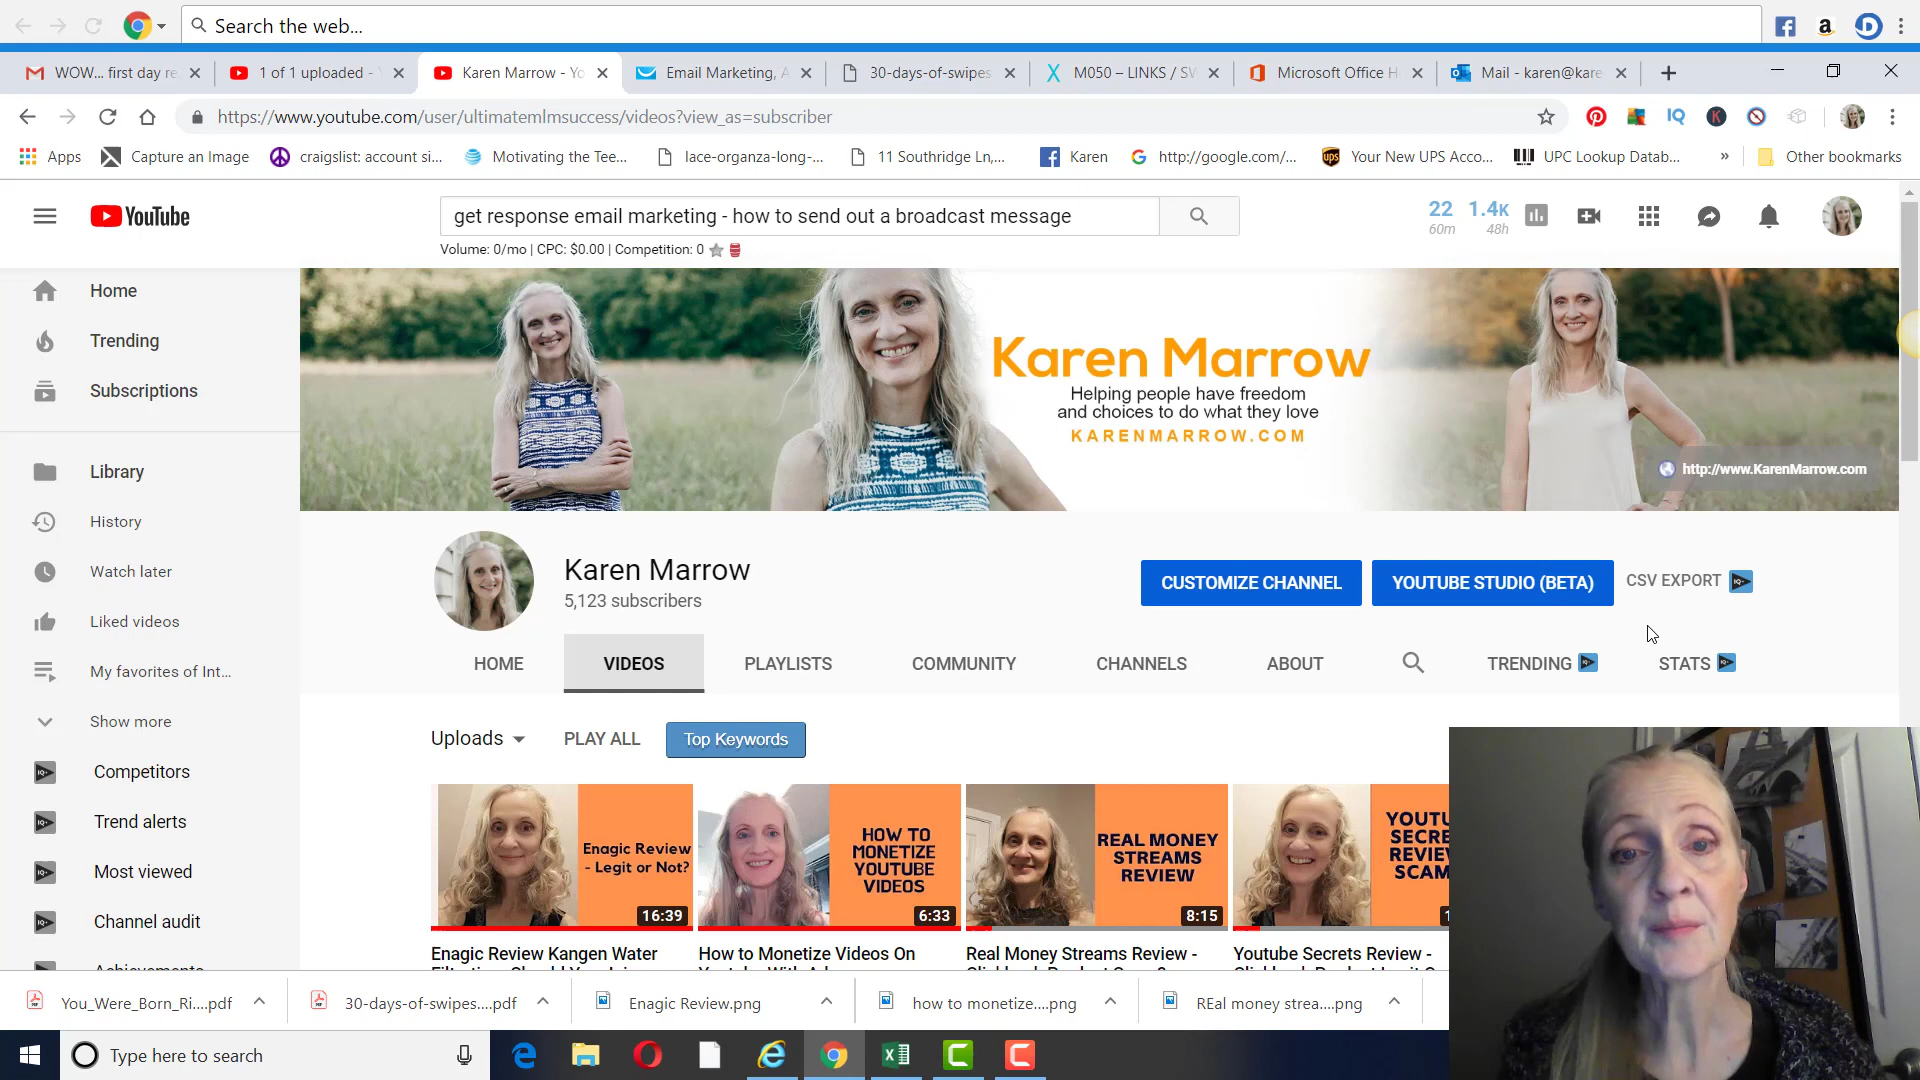 Search the web...
WOW... first day re
1 of 1 uploaded -
Karen Marrow - Yo
Email Marketing, A
30-days-of-swipes
M050 – LINKS / SW
Microsoft Office H
Mail - karen@kare
https://www.youtube.com/user/ultimatemlmsuccess/videos?view_as=subscriber
Apps
Capture an Image
craigslist: account si...
Motivating the Tee...
lace-organza-long-...
11 Southridge Ln,...
Karen
http://google.com/...
Your New UPS Acco...
UPC Lookup Datab...
»
Other bookmarks
YouTube
get response email marketing - how to send out a broadcast message
22 60m
1.4K 48h
Volume: 0/mo | CPC: $0.00 | Competition: 0
Home
Trending
Subscriptions
Library
History
Watch later
Liked videos
My favorites of Int...
Show more
Competitors
Trend alerts
Most viewed
Channel audit
Karen Marrow
Helping people have freedom
and choices to do what they love
KARENMARROW.COM
http://www.KarenMarrow.com
Karen Marrow
5,123 subscribers
CUSTOMIZE CHANNEL
YOUTUBE STUDIO (BETA)
CSV EXPORT
HOME
VIDEOS
PLAYLISTS
COMMUNITY
CHANNELS
ABOUT
TRENDING
STATS
Uploads
PLAY ALL
Top Keywords
Enagic Review
- Legit or Not?
16:39
HOW TO
MONETIZE
YOUTUBE
VIDEOS
6:33
REAL MONEY
STREAMS
REVIEW
8:15
YOUTU
SECRE
REVIEW
SCAM
Enagic Review Kangen Water
How to Monetize Videos On
Real Money Streams Review -
Youtube Secrets Review -
You_Were_Born_Ri....pdf
30-days-of-swipes....pdf
Enagic Review.png
how to monetize....png
REal money strea....png
Type here to search